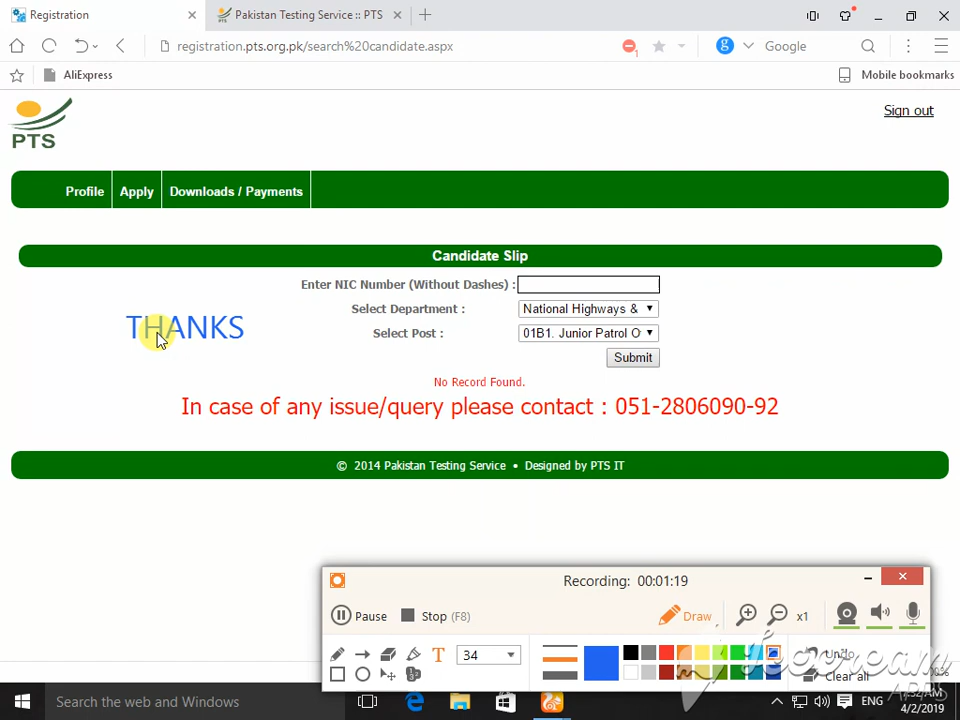 Registration
Pakistan Testing Service :: PTS
registration.pts.org.pk/search%20candidate.aspx
1
g
Google
AliExpress
Mobile bookmarks
PTS
Sign out
Profile
Apply
Downloads / Payments
Candidate Slip
Enter NIC Number (Without Dashes) :
Select Department :
National Highways &
THANKS
Select Post :
01B1. Junior Patrol O
Submit
No Record Found.
In case of any issue/query please contact : 051-2806090-92
© 2014 Pakistan Testing Service • Designed by PTS IT
Recording: 00:01:19
Pause
Stop (F8)
Draw
x1
T
34
Undo
Clear all
Icecream
APPS
Search the web and Windows
ENG
4/2/2019